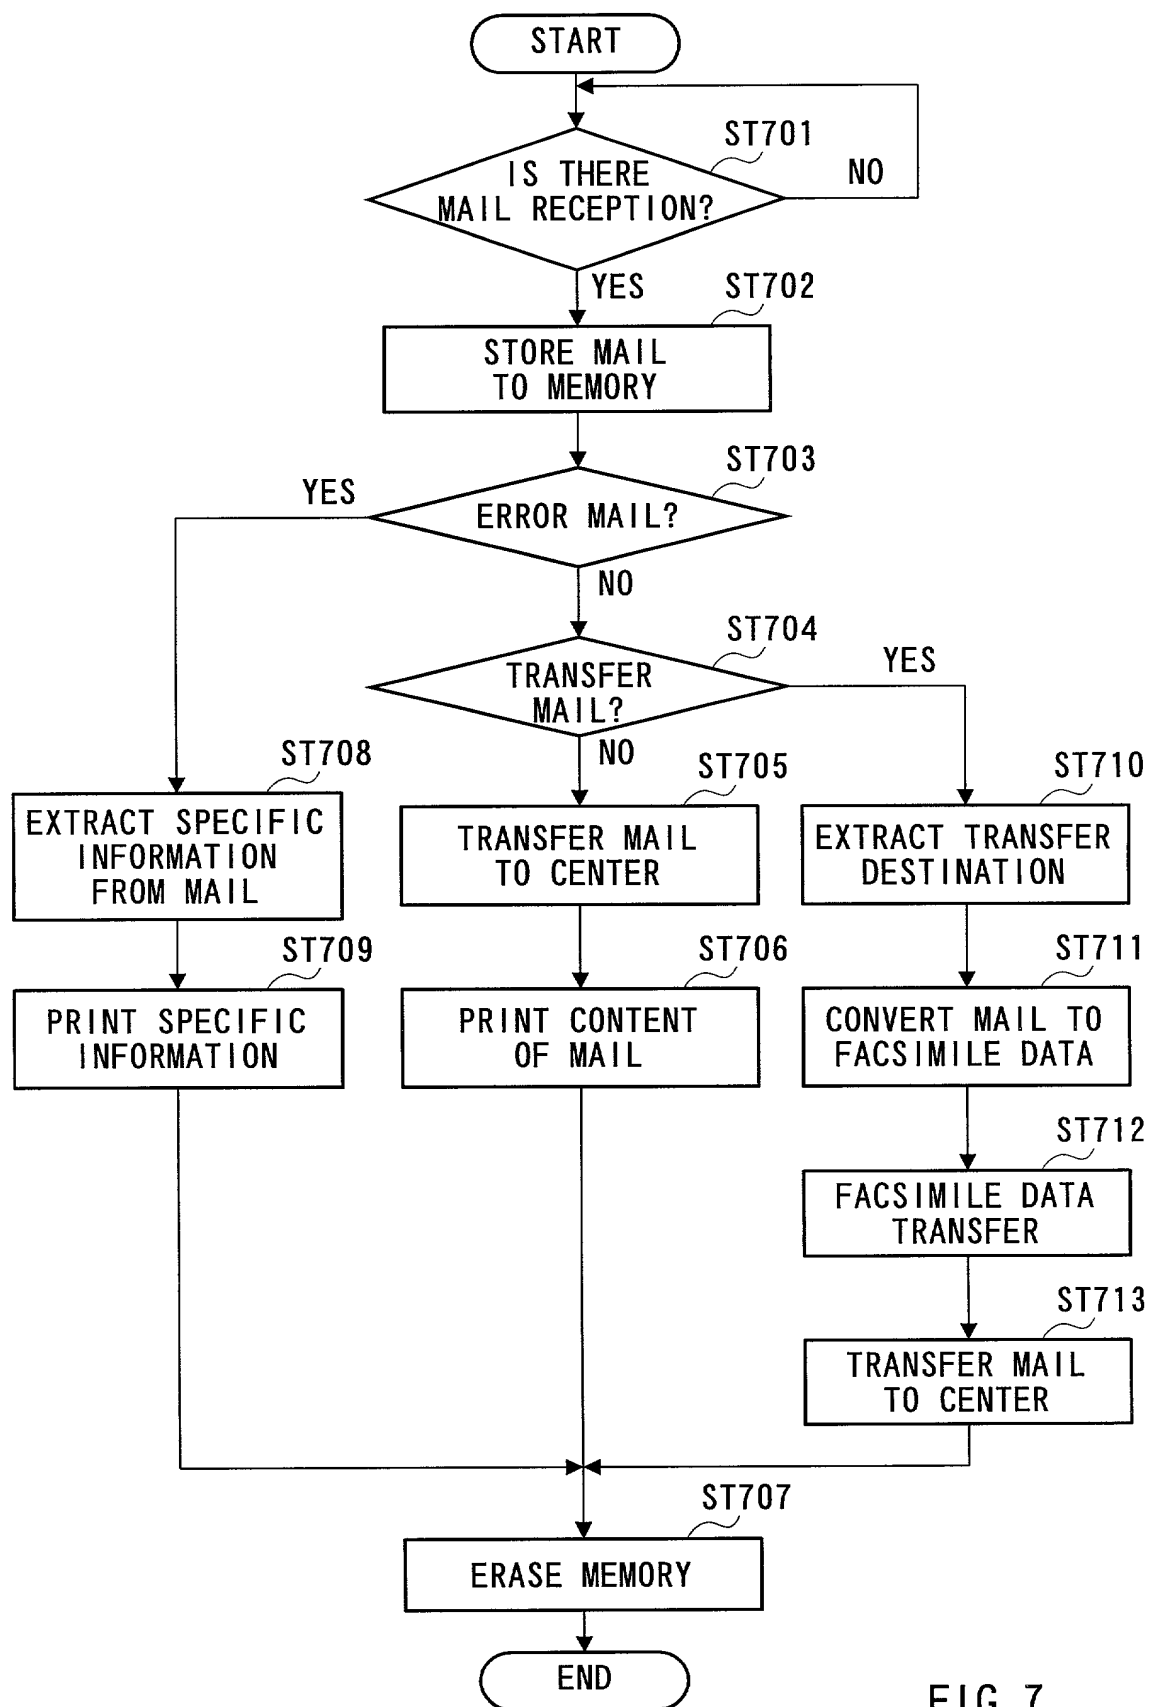 START
ST701
IS THERE
MAIL RECEPTION?
NO
YES
ST702
STORE MAIL
TO MEMORY
ST703
YES
ERROR MAIL?
NO
ST704
YES
TRANSFER
MAIL?
NO
ST708
EXTRACT SPECIFIC
INFORMATION
FROM MAIL
ST709
PRINT SPECIFIC
INFORMATION
ST705
TRANSFER MAIL
TO CENTER
ST706
PRINT CONTENT
OF MAIL
ST710
EXTRACT TRANSFER
DESTINATION
ST711
CONVERT MAIL TO
FACSIMILE DATA
ST712
FACSIMILE DATA
TRANSFER
ST713
TRANSFER MAIL
TO CENTER
ST707
ERASE MEMORY
END
FIG. 7